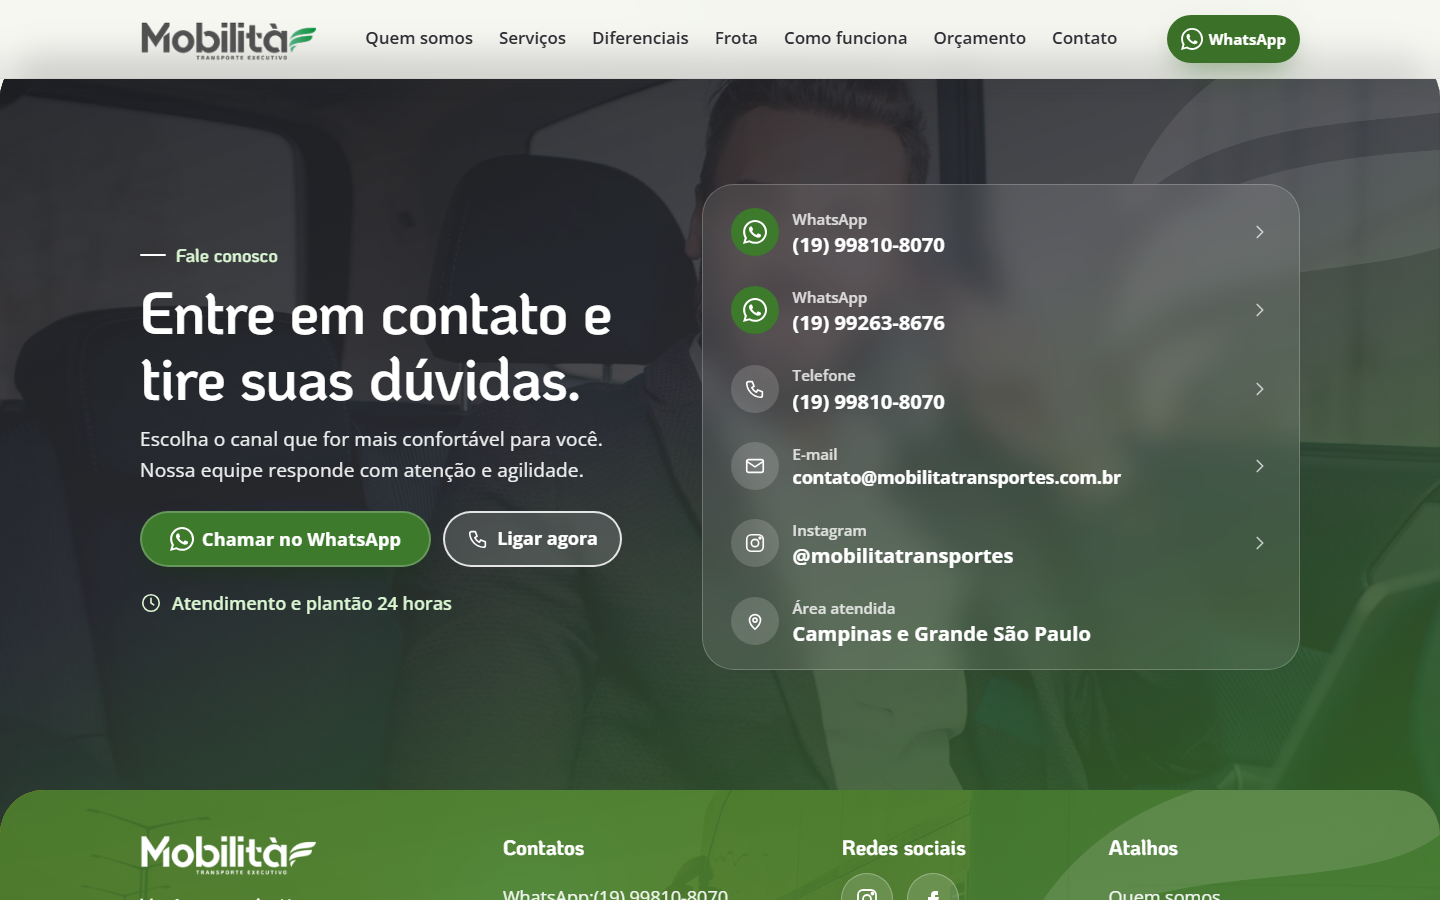 Mobilità
TRANSPORTE EXECUTIVO
Quem somos
Serviços
Diferenciais
Frota
Como funciona
Orçamento
Contato
WhatsApp
Fale conosco
Entre em contato e
tire suas dúvidas.
Escolha o canal que for mais confortável para você.
Nossa equipe responde com atenção e agilidade.
Chamar no WhatsApp
Ligar agora
Atendimento e plantão 24 horas
WhatsApp
(19) 99810-8070
WhatsApp
(19) 99263-8676
Telefone
(19) 99810-8070
E-mail
contato@mobilitatransportes.com.br
Instagram
@mobilitatransportes
Área atendida
Campinas e Grande São Paulo
Mobilità
TRANSPORTE EXECUTIVO
Contatos
WhatsApp:(19) 99810-8070
Redes sociais
Atalhos
Quem somos